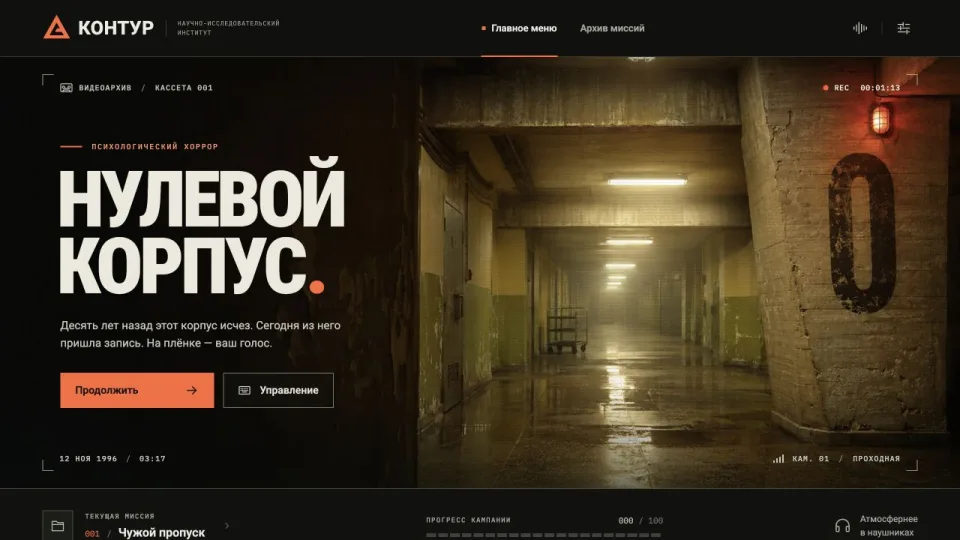 КОНТУР
НАУЧНО-ИССЛЕДОВАТЕЛЬСКИЙ
ИНСТИТУТ
Главное меню
Архив миссий
ВИДЕОАРХИВ / КАССЕТА 001
REC 00:01:13
ПСИХОЛОГИЧЕСКИЙ ХОРРОР
НУЛЕВОЙ
КОРПУС.
0
Десять лет назад этот корпус исчез. Сегодня из него
пришла запись. На плёнке — ваш голос.
Продолжить →
Управление
12 НОЯ 1996 / 03:17
КАМ. 01 / ПРОХОДНАЯ
ТЕКУЩАЯ МИССИЯ
001 / Чужой пропуск
ПРОГРЕСС КАМПАНИИ
000 / 100
Атмосфернее
в наушниках